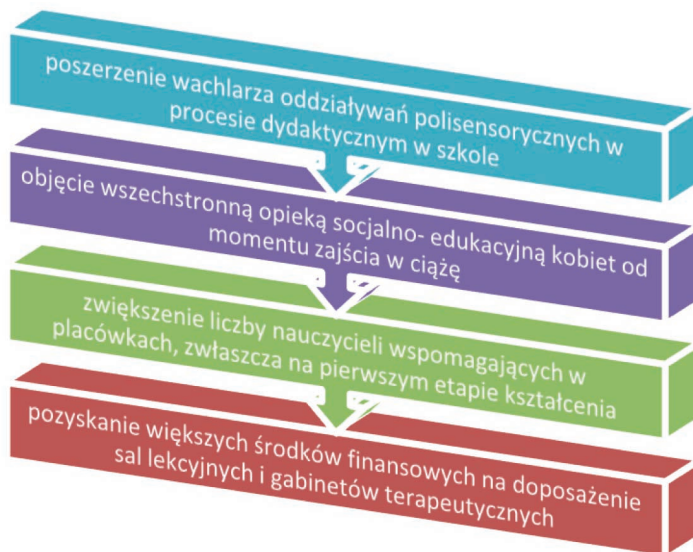 poszerzenie wachlarza oddziaływań polisensorycznych w
procesie dydaktycznym w szkole
objęcie wszechstronną opieką socjalno- edukacyjną kobiet od
momentu zajścia w ciążę
zwiększenie liczby nauczycieli wspomagających w
placówkach, zwłaszcza na pierwszym etapie kształcenia
pozyskanie większych środków finansowych na doposażenie
sal lekcyjnych i gabinetów terapeutycznych